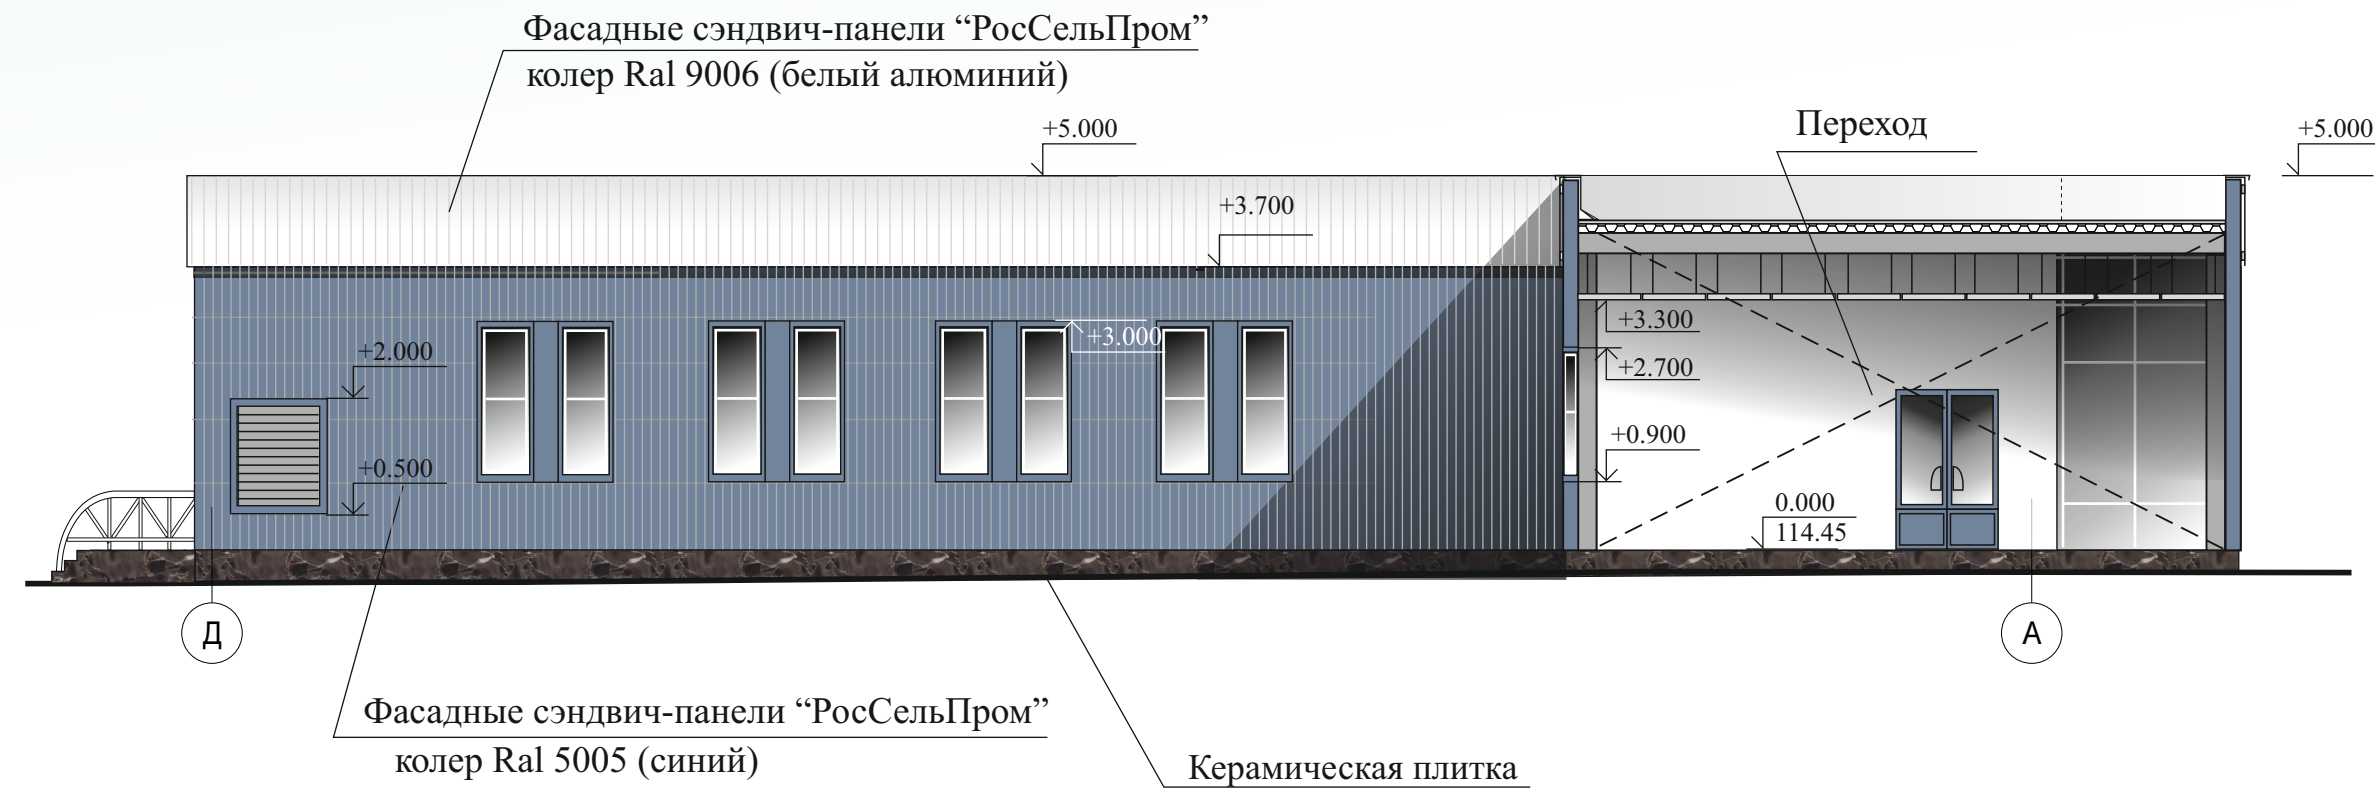 Фасадные сэндвич-панели “РосСельПром”
колер Ral 9006 (белый алюминий)
+5.000
Переход
+5.000
+3.700
+3.300
+3.000
+2.000
+2.700
+0.900
+0.500
0.000
114.45
Д
А
Фасадные сэндвич-панели “РосСельПром”
колер Ral 5005 (синий)
Керамическая плитка